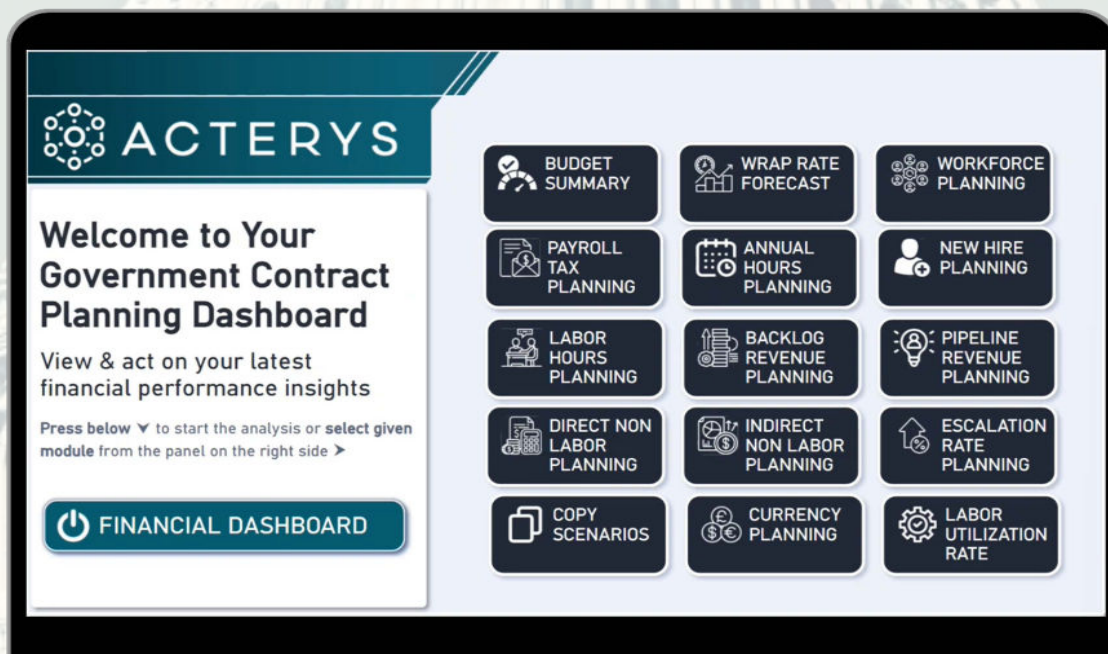 ACTERYS
Welcome to Your
Government Contract
Planning Dashboard
View & act on your latest
financial performance insights
Press below ⮟ to start the analysis or select given
module from the panel on the right side ⮞
FINANCIAL DASHBOARD
BUDGET
SUMMARY
WRAP RATE
FORECAST
WORKFORCE
PLANNING
PAYROLL
TAX
PLANNING
ANNUAL
HOURS
PLANNING
NEW HIRE
PLANNING
LABOR
HOURS
PLANNING
BACKLOG
REVENUE
PLANNING
PIPELINE
REVENUE
PLANNING
DIRECT NON
LABOR
PLANNING
INDIRECT
NON LABOR
PLANNING
ESCALATION
RATE
PLANNING
COPY
SCENARIOS
CURRENCY
PLANNING
LABOR
UTILIZATION
RATE